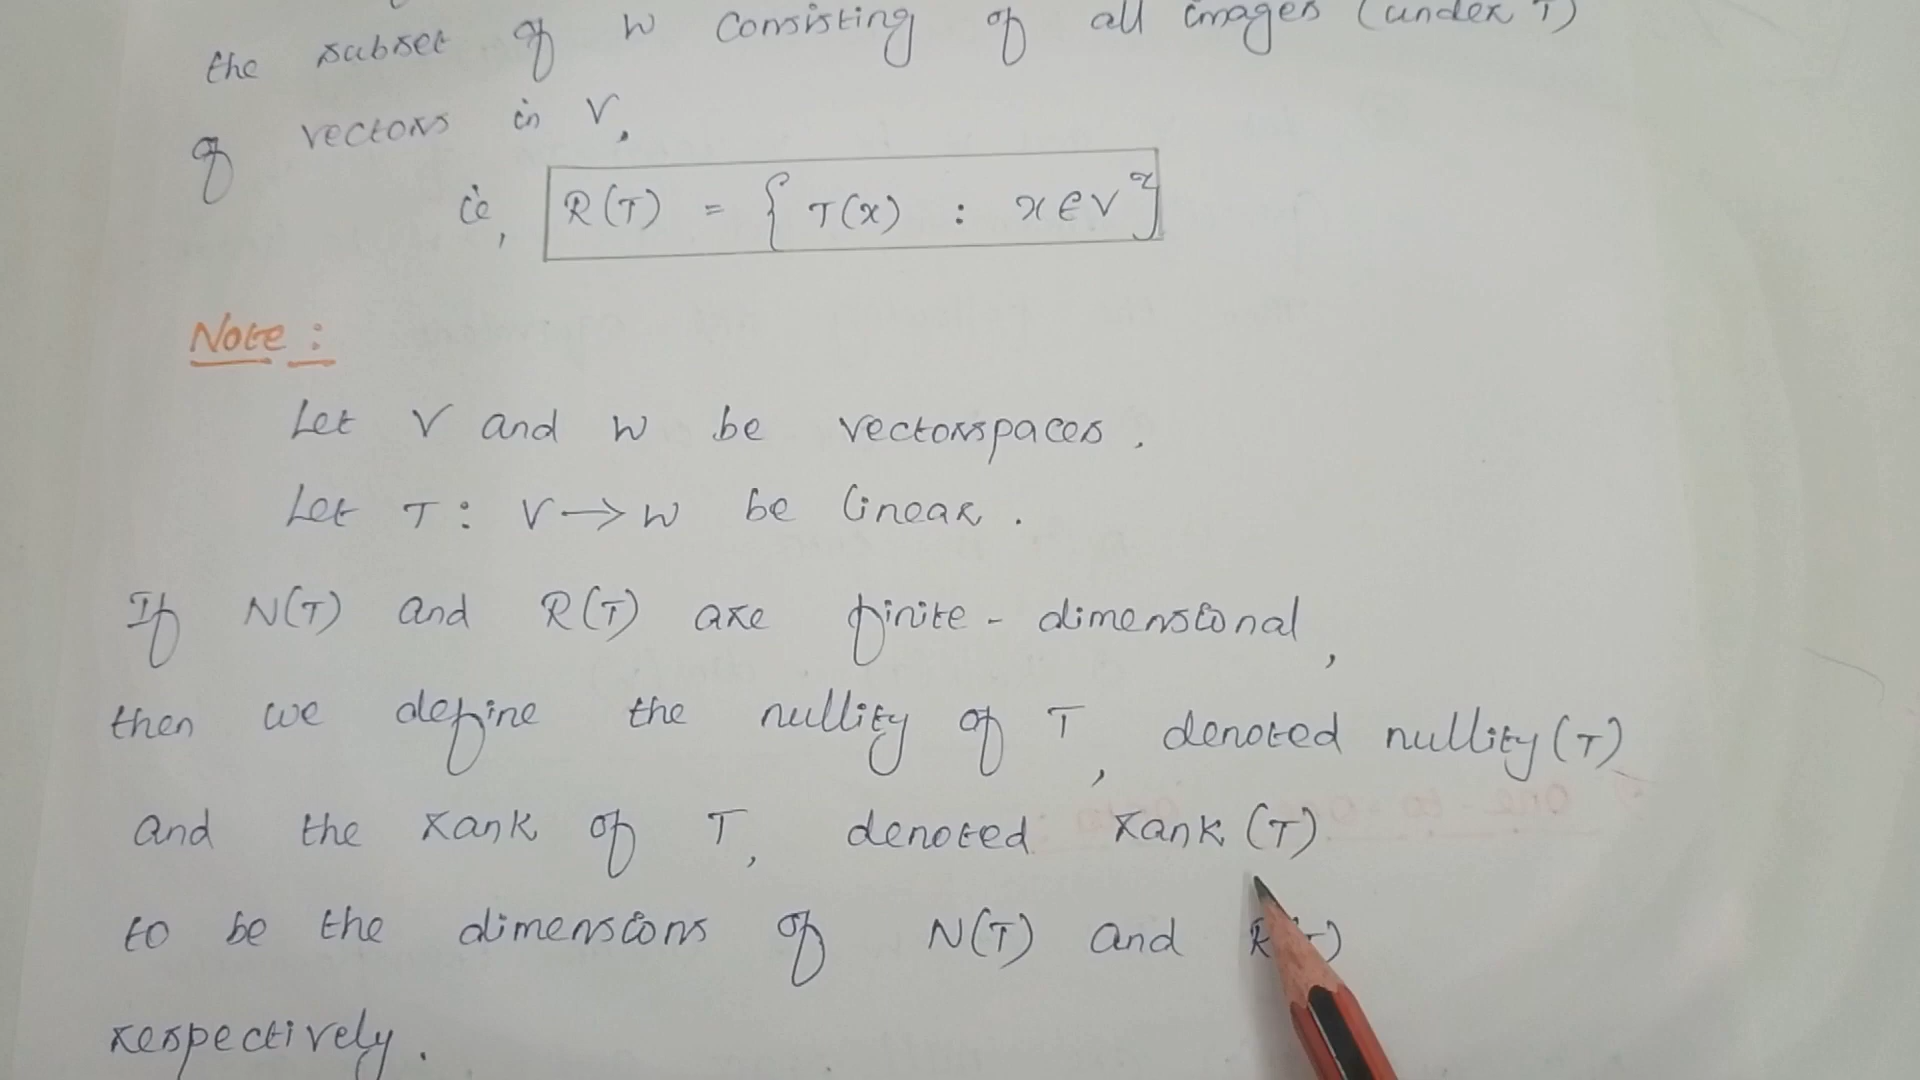 the subset of W consisting of all images (under T)
of vectors in V,
ie, R(T) = { T(x) : x ∈ V }
Note :
Let V and W be vectorspaces.
Let T : V → W be linear.
If N(T) and R(T) are finite-dimensional,
then we define the nullity of T, denoted nullity(T)
and the rank of T, denoted rank (T)
to be the dimensions of N(T) and R(T)
respectively.